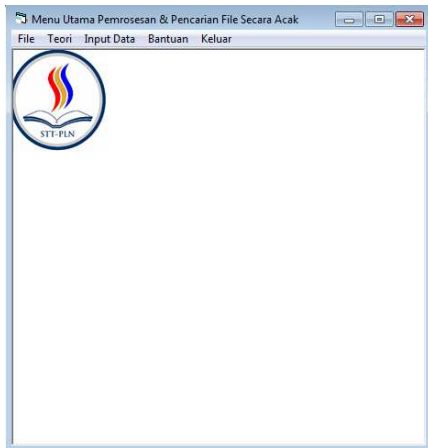 Menu Utama Pemrosesan & Pencarian File Secara Acak
File Teori Input Data Bantuan Keluar
STT-PLN